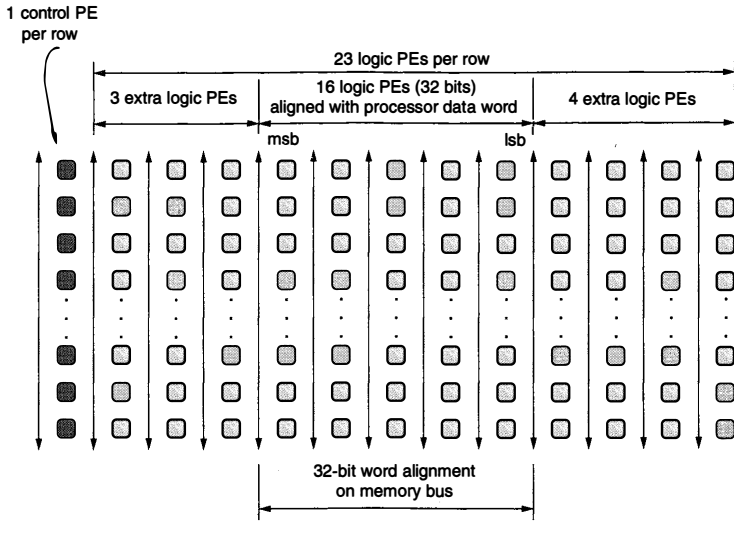 1 control PE
per row
23 logic PEs per row
3 extra logic PEs
16 logic PEs (32 bits)
aligned with processor data word
4 extra logic PEs
msb
lsb
32-bit word alignment
on memory bus